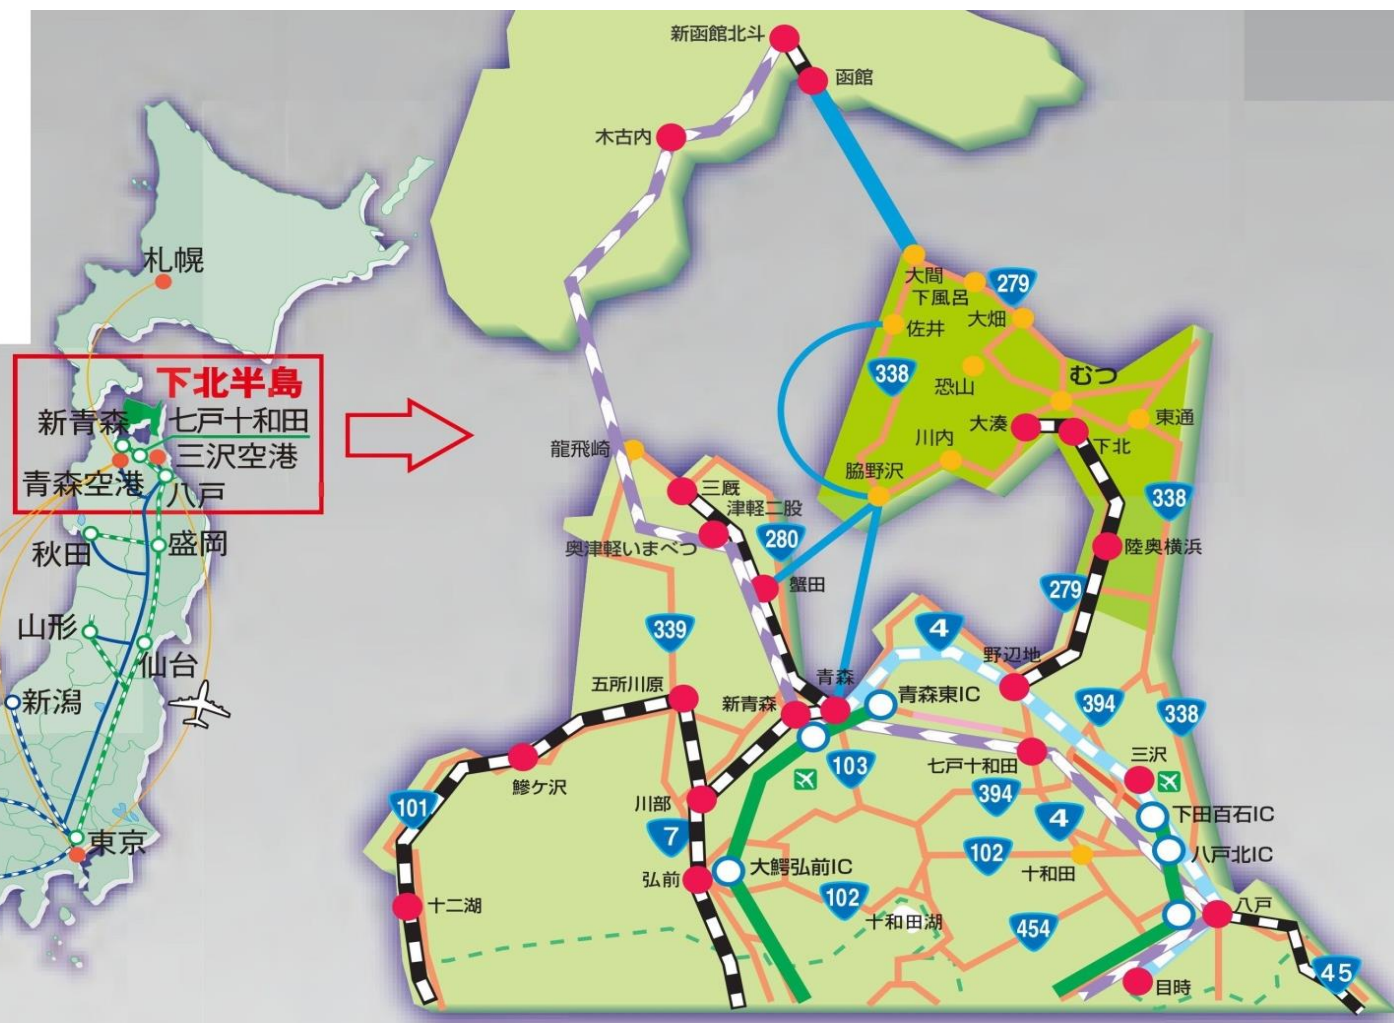 札幌
下北半島
新青森
七戸十和田
三沢空港
青森空港
八戸
秋田
盛岡
山形
仙台
新潟
東京
新函館北斗
函館
木古内
大間
279
下風呂
大畑
佐井
338
恐山
むつ
大湊
東通
下北
川内
脇野沢
龍飛崎
三厩
津軽二股
奥津軽いまべつ
280
蟹田
338
陸奥横浜
279
339
4
野辺地
五所川原
新青森
青森
青森東IC
394
338
103
七戸十和田
三沢
鰺ケ沢
101
川部
394
下田百石IC
4
7
八戸北IC
102
大鰐弘前IC
弘前
十和田
102
十二湖
十和田湖
454
八戸
45
目時